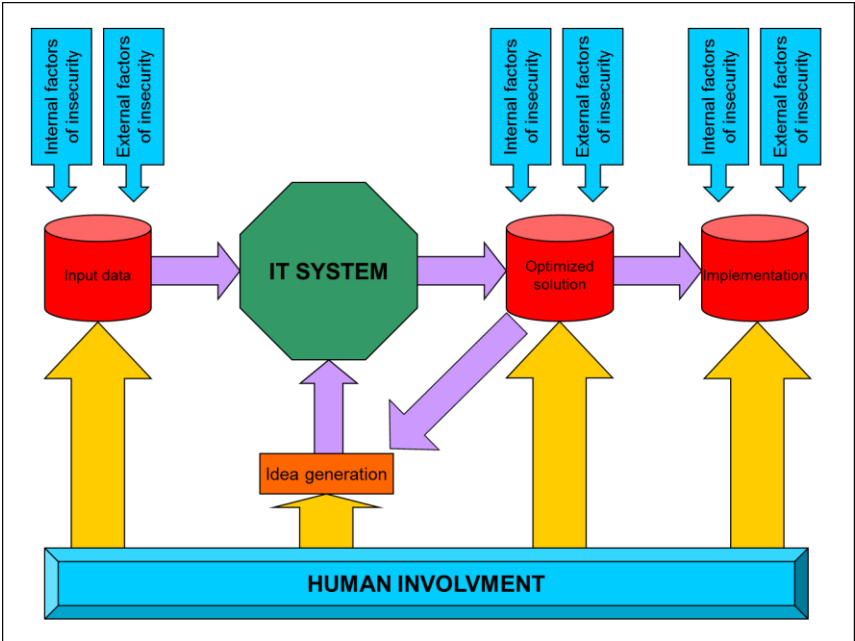 Internal factors
of insecurity
External factors
of insecurity
Internal factors
of insecurity
External factors
of insecurity
Internal factors
of insecurity
External factors
of insecurity
Input data
IT SYSTEM
Optimized
solution
Implementation
Idea generation
HUMAN INVOLVMENT